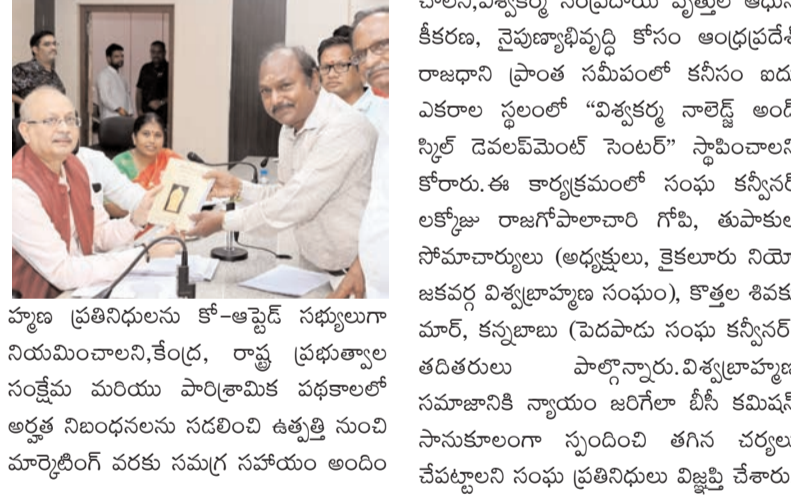 హ్మణ ప్రతినిధులను కో-ఆప్టెడ్ సభ్యులుగా
నియమించాలని,కేంద్ర, రాష్ట్ర ప్రభుత్వాల
సంక్షేమ మరియు పారిశ్రామిక పథకాలలో
అర్హత నిబంధనలను సడలించి ఉత్పత్తి నుంచి
మార్కెటింగ్ వరకు సమగ్ర సహాయం అందిం
చాలని,విశ్వకర్మ సంప్రదాయ వృత్తుల ఆధుని
కీకరణ, నైపుణ్యాభివృద్ధి కోసం ఆంధ్రప్రదేశ్
రాజధాని ప్రాంత సమీపంలో కనీసం ఐదు
ఎకరాల స్థలంలో “విశ్వకర్మ నాలెడ్జ్ అండ్
స్కిల్ డెవలప్‌మెంట్ సెంటర్” స్థాపించాలని
కోరారు.ఈ కార్యక్రమంలో సంఘ కన్వీనర్
లక్కోజు రాజగోపాలాచారి గోపి, తుపాకుల
సోమాచార్యులు (అధ్యక్షులు, కైకలూరు నియో
జకవర్గ విశ్వబ్రాహ్మణ సంఘం), కొత్తల శివకు
మార్, కన్నబాబు (పెదపాడు సంఘ కన్వీనర్)
తదితరులు పాల్గొన్నారు.విశ్వబ్రాహ్మణ
సమాజానికి న్యాయం జరిగేలా బీసీ కమిషన్
సానుకూలంగా స్పందించి తగిన చర్యలు
చేపట్టాలని సంఘ ప్రతినిధులు విజ్ఞప్తి చేశారు